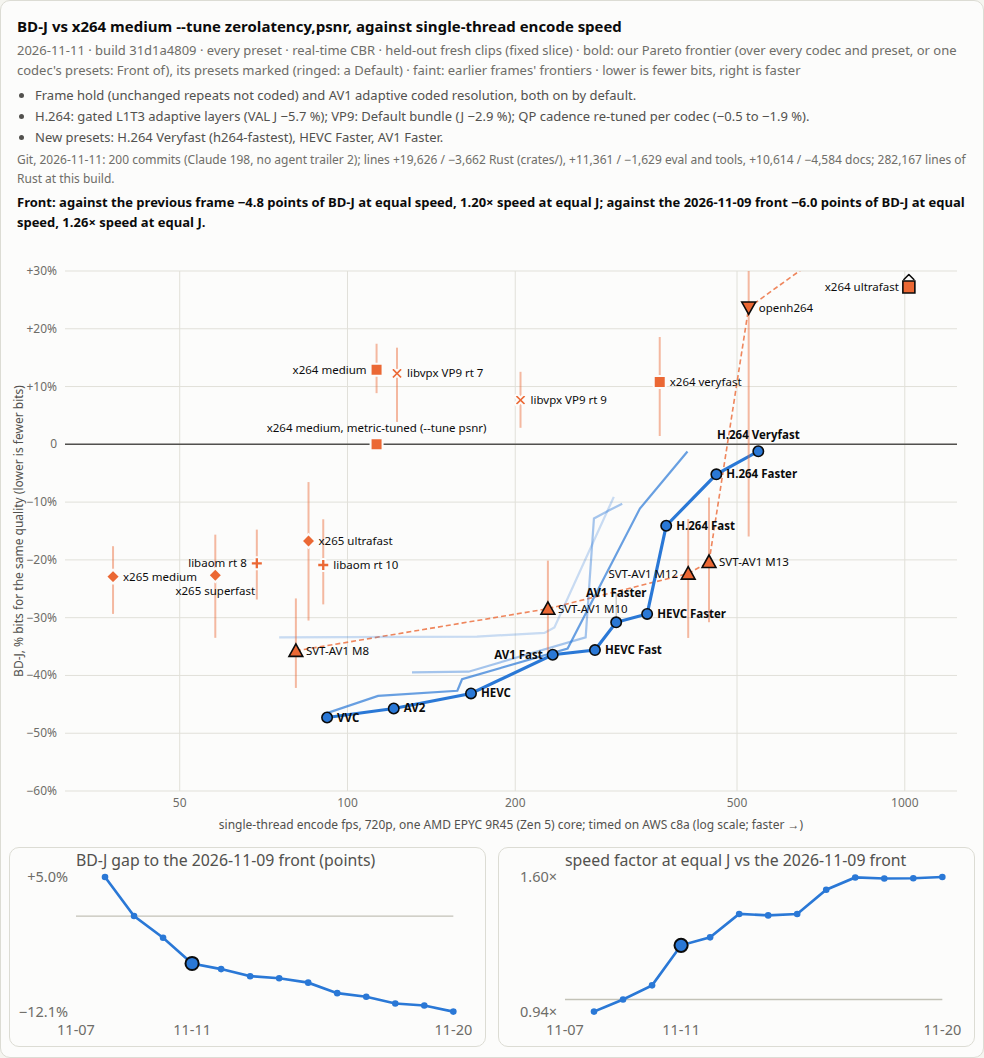 BD-J vs x264 medium --tune zerolatency,psnr, against single-thread encode speed
2026-11-11 · build 31d1a4809 · every preset · real-time CBR · held-out fresh clips (fixed slice) · bold: our Pareto frontier (over every codec and preset, or one
codec's presets: Front of), its presets marked (ringed: a Default) · faint: earlier frames' frontiers · lower is fewer bits, right is faster
• Frame hold (unchanged repeats not coded) and AV1 adaptive coded resolution, both on by default.
• H.264: gated L1T3 adaptive layers (VAL J −5.7 %); VP9: Default bundle (J −2.9 %); QP cadence re-tuned per codec (−0.5 to −1.9 %).
• New presets: H.264 Veryfast (h264-fastest), HEVC Faster, AV1 Faster.
Git, 2026-11-11: 200 commits (Claude 198, no agent trailer 2); lines +19,626 / −3,662 Rust (crates/), +11,361 / −1,629 eval and tools, +10,614 / −4,584 docs; 282,167 lines of
Rust at this build.
Front: against the previous frame −4.8 points of BD-J at equal speed, 1.20× speed at equal J; against the 2026-11-09 front −6.0 points of BD-J at equal
speed, 1.26× speed at equal J.
+30%
x264 ultrafast
openh264
+20%
x264 medium
libvpx VP9 rt 7
+10%
x264 veryfast
libvpx VP9 rt 9
x264 medium, metric-tuned (--tune psnr)
H.264 Veryfast
0
H.264 Faster
−10%
H.264 Fast
x265 ultrafast
−20%
libaom rt 8
libaom rt 10
SVT-AV1 M13
x265 medium
SVT-AV1 M12
x265 superfast
AV1 Faster
SVT-AV1 M10
−30%
HEVC Faster
SVT-AV1 M8
AV1 Fast
HEVC Fast
−40%
HEVC
AV2
VVC
−50%
−60%
BD-J, % bits for the same quality (lower is fewer bits)
50
100
200
500
1000
single-thread encode fps, 720p, one AMD EPYC 9R45 (Zen 5) core; timed on AWS c8a (log scale; faster →)
BD-J gap to the 2026-11-09 front (points)
+5.0%
−12.1%
11-07
11-11
11-20
speed factor at equal J vs the 2026-11-09 front
1.60×
0.94×
11-07
11-11
11-20